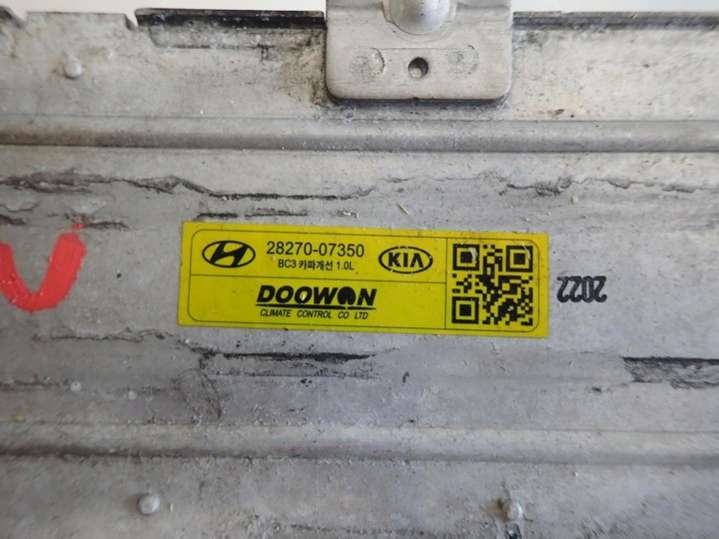 28270-07350
BC3 카파개선 1.0L
KIA
DOOWON
CLIMATE CONTROL CO LTD
2022
V